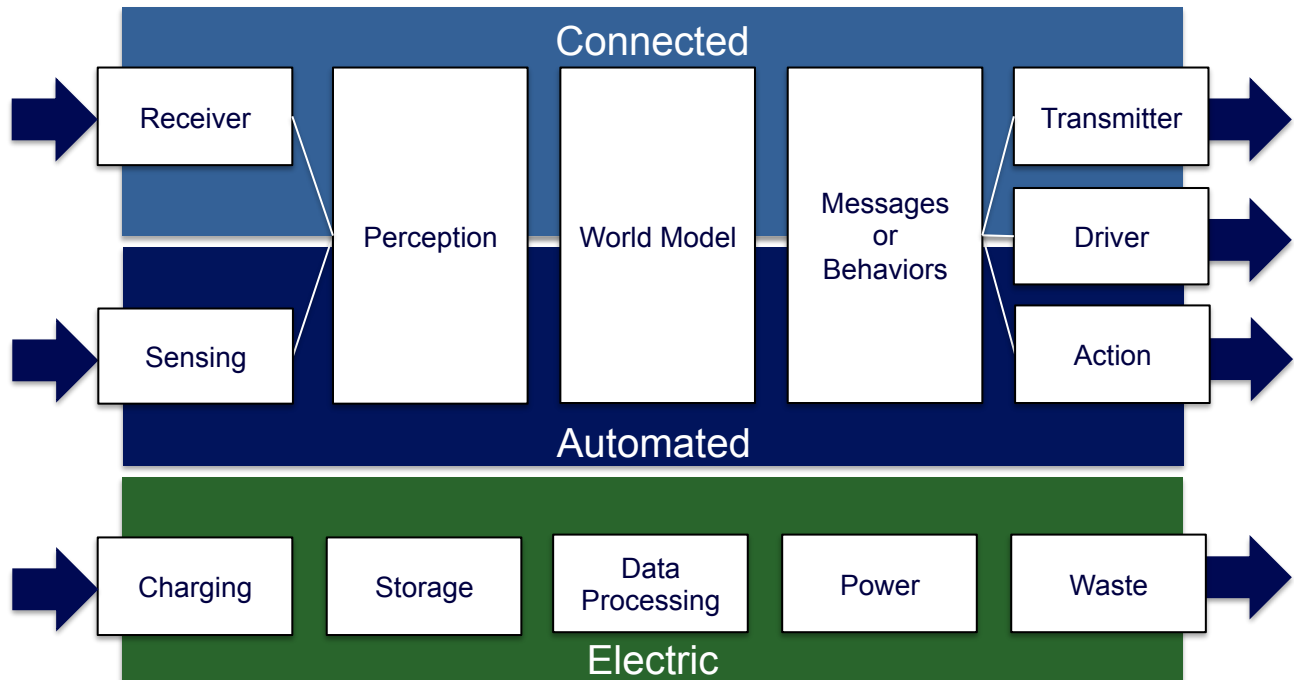 Connected
Receiver
Perception
World Model
Messages
or
Behaviors
Transmitter
Driver
Sensing
Action
Automated
Charging
Storage
Data
Processing
Power
Waste
Electric